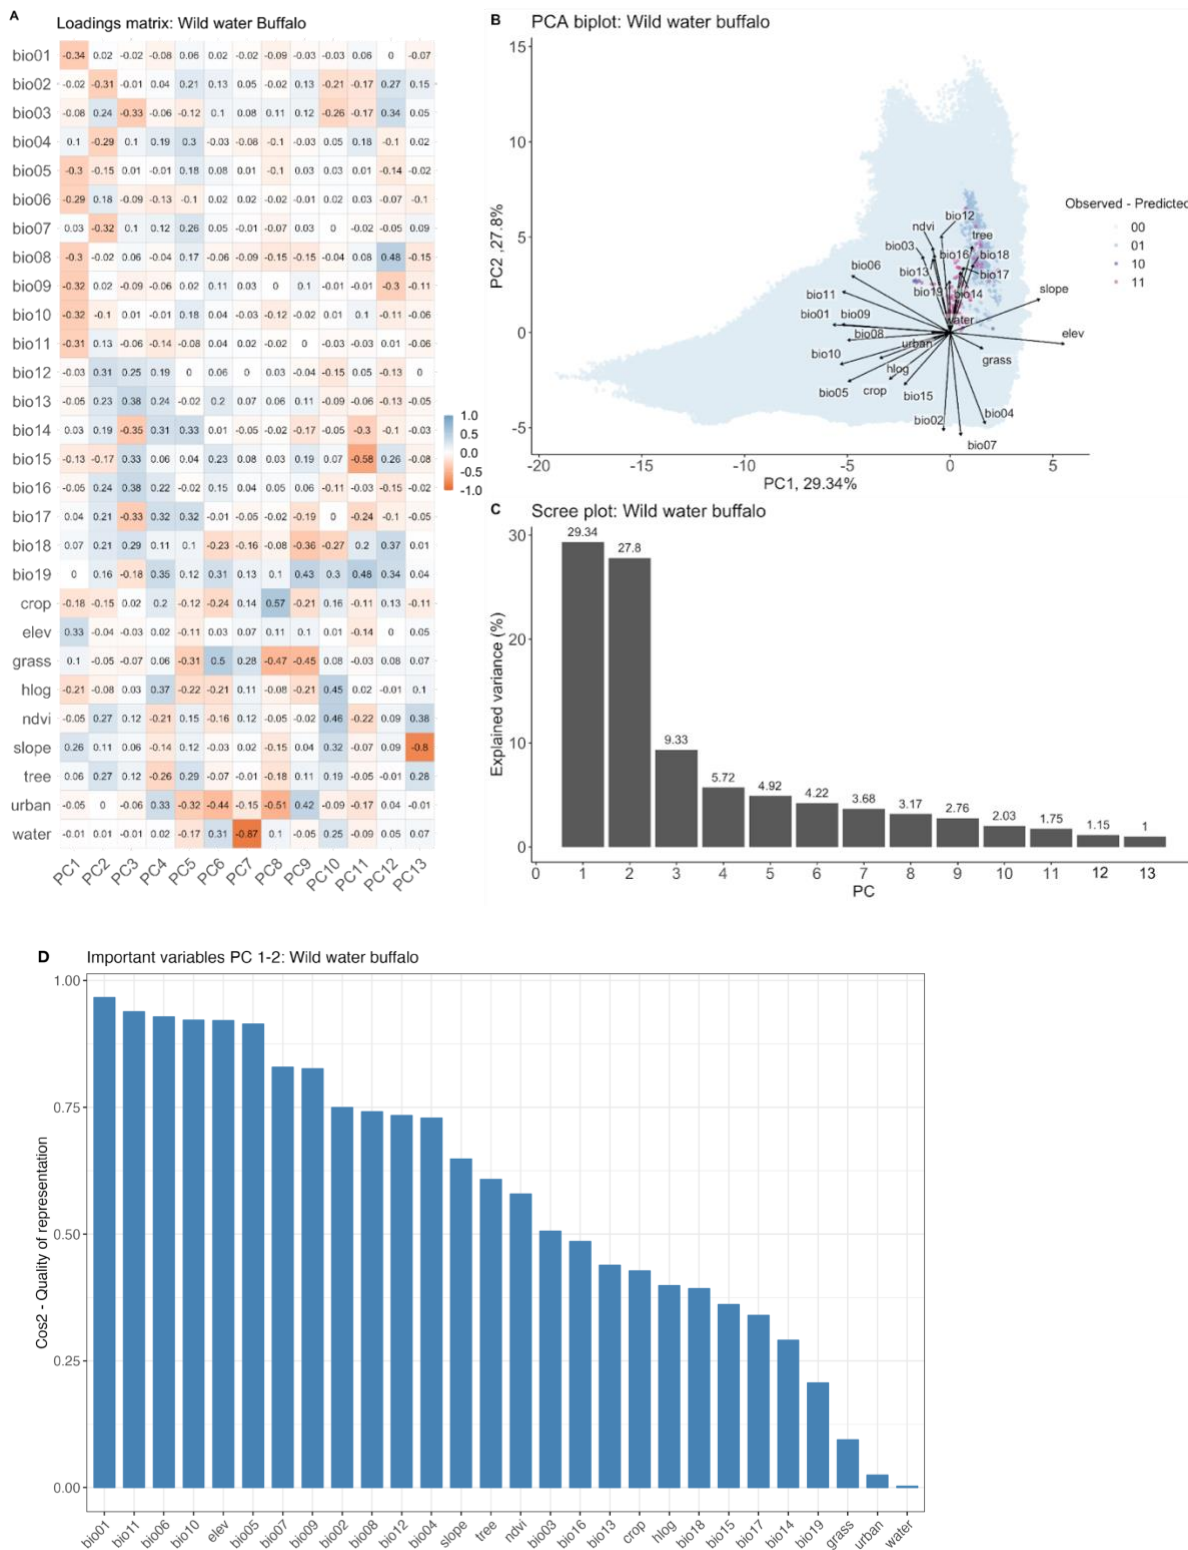 A
Loadings matrix: Wild water Buffalo
bio01 -0.34 0.02 -0.02 -0.08 0.06 0.02 -0.02 -0.09 -0.03 -0.03 0.06 0 -0.07
bio02 -0.02 -0.31 -0.01 0.04 0.21 0.13 0.05 -0.02 0.13 -0.21 -0.17 0.27 0.15
bio03 -0.08 0.24 -0.33 -0.06 -0.12 0.1 0.08 0.11 0.12 -0.26 -0.17 0.34 0.05
bio04 0.1 -0.29 0.1 0.19 0.3 -0.03 -0.08 -0.1 -0.03 0.05 0.18 -0.1 0.02
bio05 -0.3 -0.15 0.01 -0.01 0.18 0.08 0.01 -0.1 0.03 0.03 0.01 -0.14 -0.02
bio06 -0.29 0.18 -0.09 -0.13 -0.1 0.02 0.02 -0.02 -0.01 0.02 0.03 -0.07 -0.1
bio07 0.03 -0.32 0.1 0.12 0.26 0.05 -0.01 -0.07 0.03 0 -0.02 -0.05 0.09
bio08 -0.3 -0.02 0.06 -0.04 0.17 -0.06 -0.09 -0.15 -0.15 -0.04 0.08 0.48 -0.15
bio09 -0.32 0.02 -0.09 -0.06 0.02 0.11 0.03 0 0.1 -0.01 -0.01 -0.3 -0.11
bio10 -0.32 -0.1 0.01 -0.01 0.18 0.04 -0.03 -0.12 -0.02 0.01 0.1 -0.11 -0.06
bio11 -0.31 0.13 -0.06 -0.14 -0.08 0.04 0.02 -0.02 0 -0.03 -0.03 0.01 -0.06
bio12 -0.03 0.31 0.25 0.19 0 0.06 0 0.03 -0.04 -0.15 0.05 -0.13 0
bio13 -0.05 0.23 0.38 0.24 -0.02 0.2 0.07 0.06 0.11 -0.09 -0.06 -0.13 -0.05
bio14 0.03 0.19 -0.35 0.31 0.33 0.01 -0.05 -0.02 -0.17 -0.05 -0.3 -0.1 -0.03
bio15 -0.13 -0.17 0.33 0.06 0.04 0.23 0.08 0.03 0.19 0.07 -0.58 0.26 -0.08
bio16 -0.05 0.24 0.38 0.22 -0.02 0.15 0.04 0.05 0.06 -0.11 -0.03 -0.15 -0.02
bio17 0.04 0.21 -0.33 0.32 0.32 -0.01 -0.05 -0.02 -0.19 0 -0.24 -0.1 -0.05
bio18 0.07 0.21 0.29 0.11 0.1 -0.23 -0.16 -0.08 -0.36 -0.27 0.2 0.37 0.01
bio19 0 0.16 -0.18 0.35 0.12 0.31 0.13 0.1 0.43 0.3 0.48 0.34 0.04
crop -0.18 -0.15 0.02 0.2 -0.12 -0.24 0.14 0.57 -0.21 0.16 -0.11 0.13 -0.11
elev 0.33 -0.04 -0.03 0.02 -0.11 0.03 0.07 0.11 0.1 0.01 -0.14 0 0.05
grass 0.1 -0.05 -0.07 0.06 -0.31 0.5 0.28 -0.47 -0.45 0.08 -0.03 0.08 0.07
hlog -0.21 -0.08 0.03 0.37 -0.22 -0.21 0.11 -0.08 -0.21 0.45 0.02 -0.01 0.1
ndvi -0.05 0.27 0.12 -0.21 0.15 -0.16 0.12 -0.05 -0.02 0.46 -0.22 0.09 0.38
slope 0.26 0.11 0.06 -0.14 0.12 -0.03 0.02 -0.15 0.04 0.32 -0.07 0.09 -0.8
tree 0.06 0.27 0.12 -0.26 0.29 -0.07 -0.01 -0.18 0.11 0.19 -0.05 -0.01 0.28
urban -0.05 0 -0.06 0.33 -0.32 -0.44 -0.15 -0.51 0.42 -0.09 -0.17 0.04 -0.01
water -0.01 0.01 -0.01 0.02 -0.17 0.31 -0.87 0.1 -0.05 0.25 -0.09 0.05 0.07
PC1 PC2 PC3 PC4 PC5 PC6 PC7 PC8 PC9 PC10 PC11 PC12 PC13
1.0
0.5
0.0
-0.5
-1.0
B
PCA biplot: Wild water buffalo
15
10
5
0
-5
PC2 ,27.8%
bio12
ndvi
tree
bio03
bio16
bio18
bio06
bio13
bio17
bio11
bio19
bio14
slope
bio01
bio09
water
bio08
urban
elev
bio10
hlog
grass
bio05
crop
bio15
bio02
bio04
bio07
-20 -15 -10 -5 0 5
PC1, 29.34%
Observed - Predicted
00
01
10
11
C
Scree plot: Wild water buffalo
30
20
10
0
Explained variance (%)
29.34 27.8 9.33 5.72 4.92 4.22 3.68 3.17 2.76 2.03 1.75 1.15 1
0 1 2 3 4 5 6 7 8 9 10 11 12 13
PC
D
Important variables PC 1-2: Wild water buffalo
1.00
0.75
0.50
0.25
0.00
Cos2 - Quality of representation
bio01 bio11 bio06 bio10 elev bio05 bio07 bio09 bio02 bio08 bio12 bio04 slope tree ndvi bio03 bio16 bio13 crop hlog bio18 bio15 bio17 bio14 bio19 grass urban water